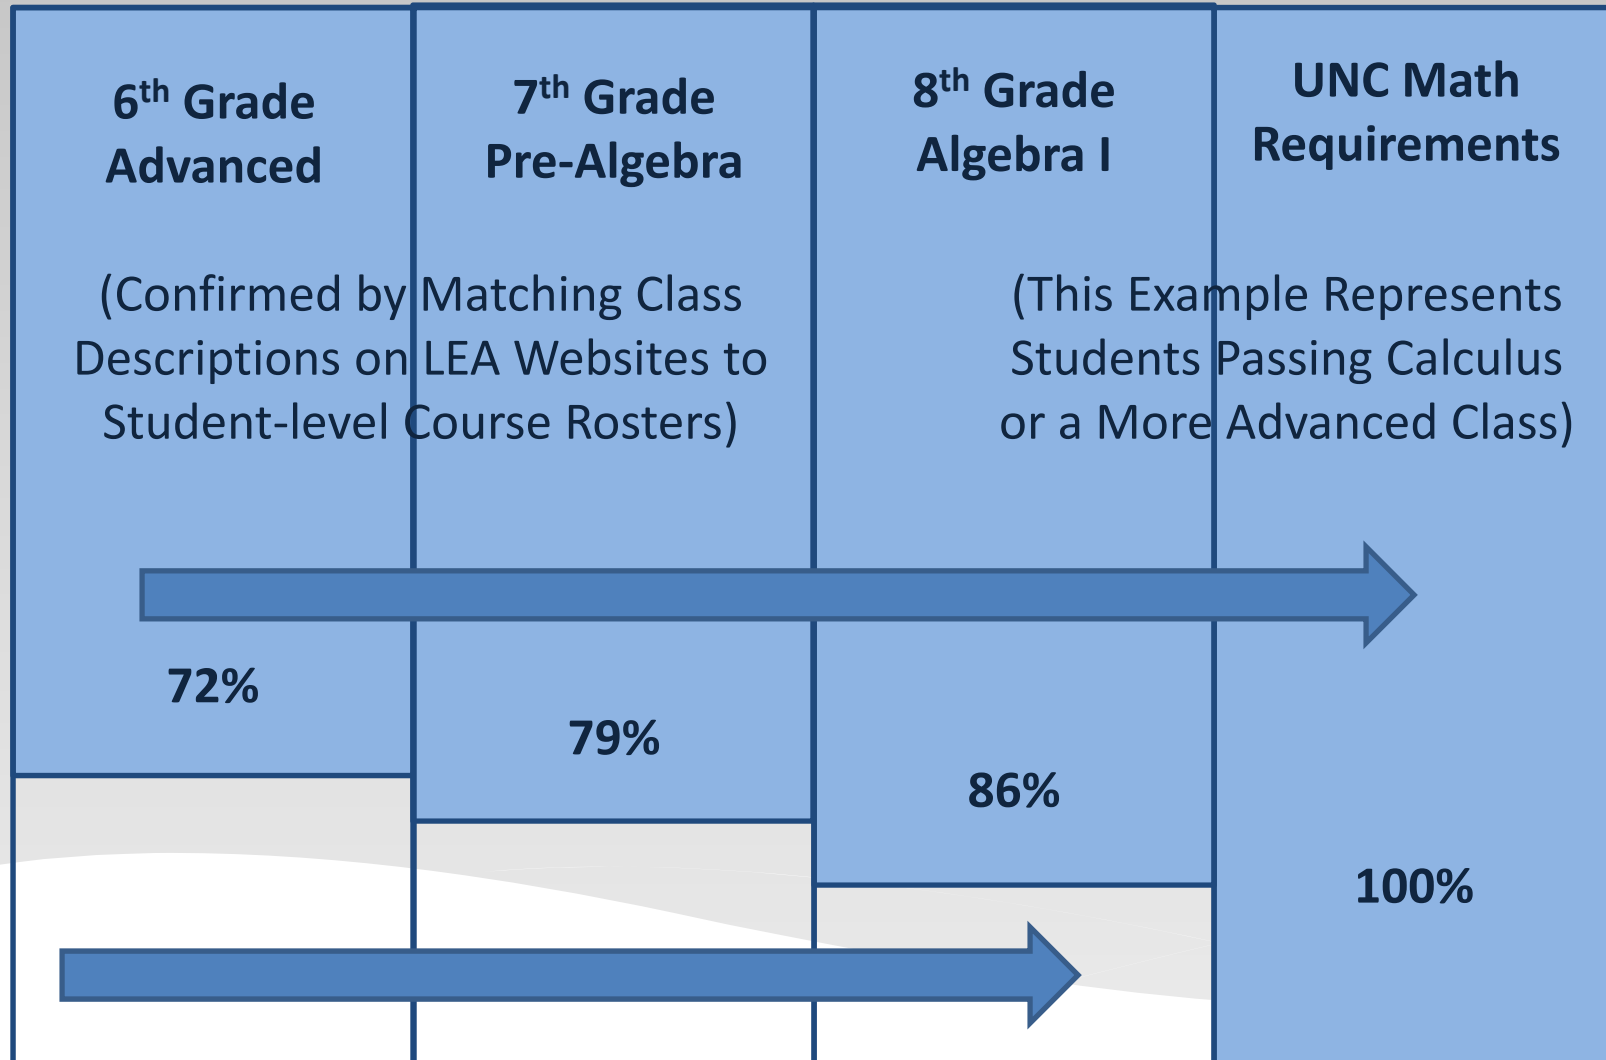 6th Grade
Advanced
7th Grade
Pre-Algebra
8th Grade
Algebra I
UNC Math
Requirements
(Confirmed by Matching Class
Descriptions on LEA Websites to
Student-level Course Rosters)
(This Example Represents
Students Passing Calculus
or a More Advanced Class)
72%
79%
86%
100%